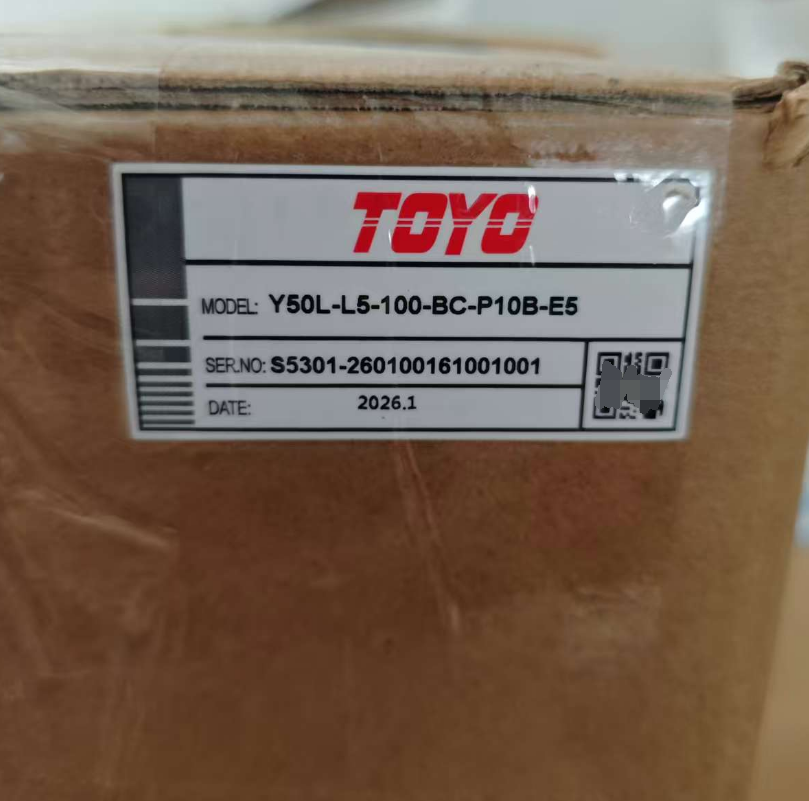 TOYO
MODEL: Y50L-L5-100-BC-P10B-E5
SER.NO: S5301-260100161001001
DATE: 2026.1